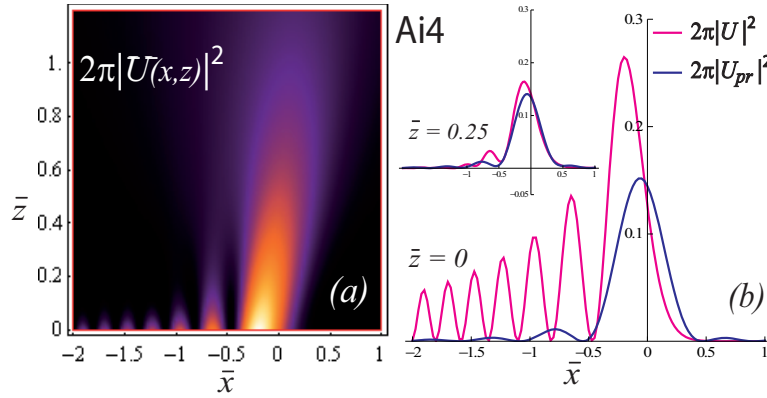 2π|U(x,z)|²
1.
0.8
0.6
0.4
0.2
0
z̄
-2
-1.5
-1
-0.5
0
0.5
1
x̄
(a)
Ai4
2π|U|²
2π|U_pr|²
0.3
0.2
0.1
z̄ = 0.25
0.3
0.2
0.1
-0.05
-1
-0.5
0.5
1
z̄ = 0
(b)
-2
-1.5
-1
-0.5
0
0.5
1
x̄